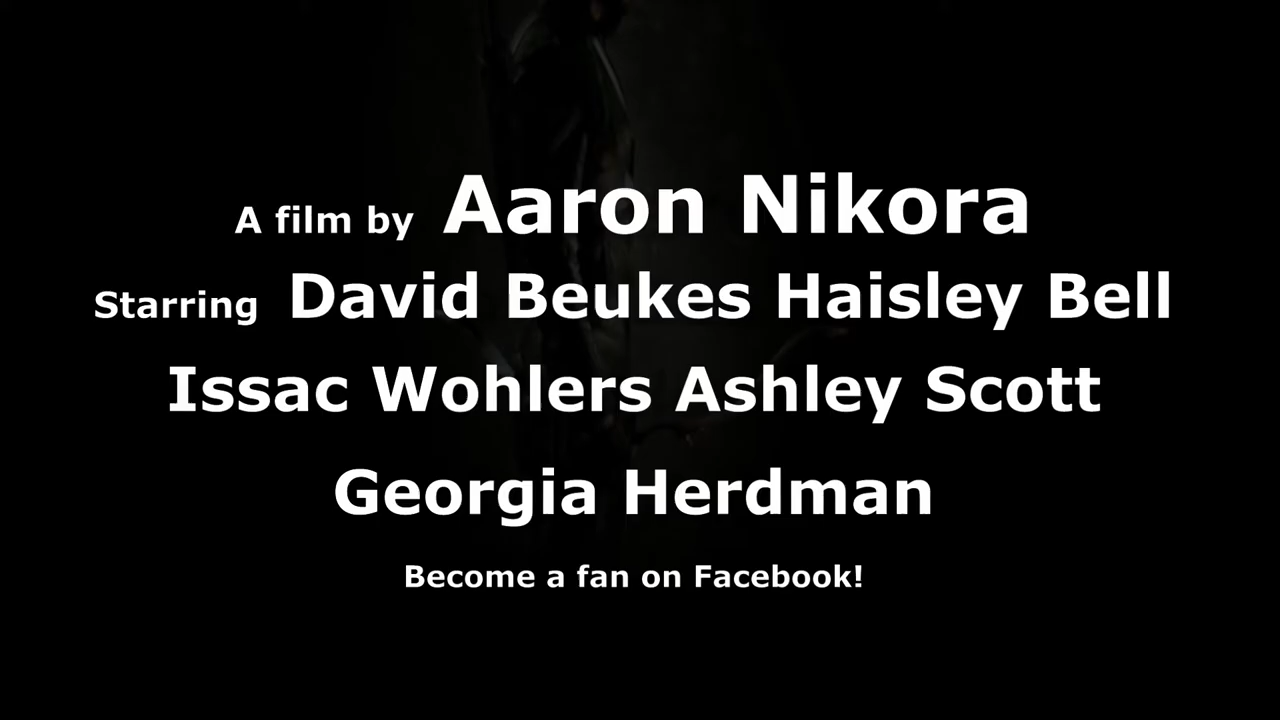 A film by Aaron Nikora
Starring David Beukes Haisley Bell
Issac Wohlers Ashley Scott
Georgia Herdman
Become a fan on Facebook!